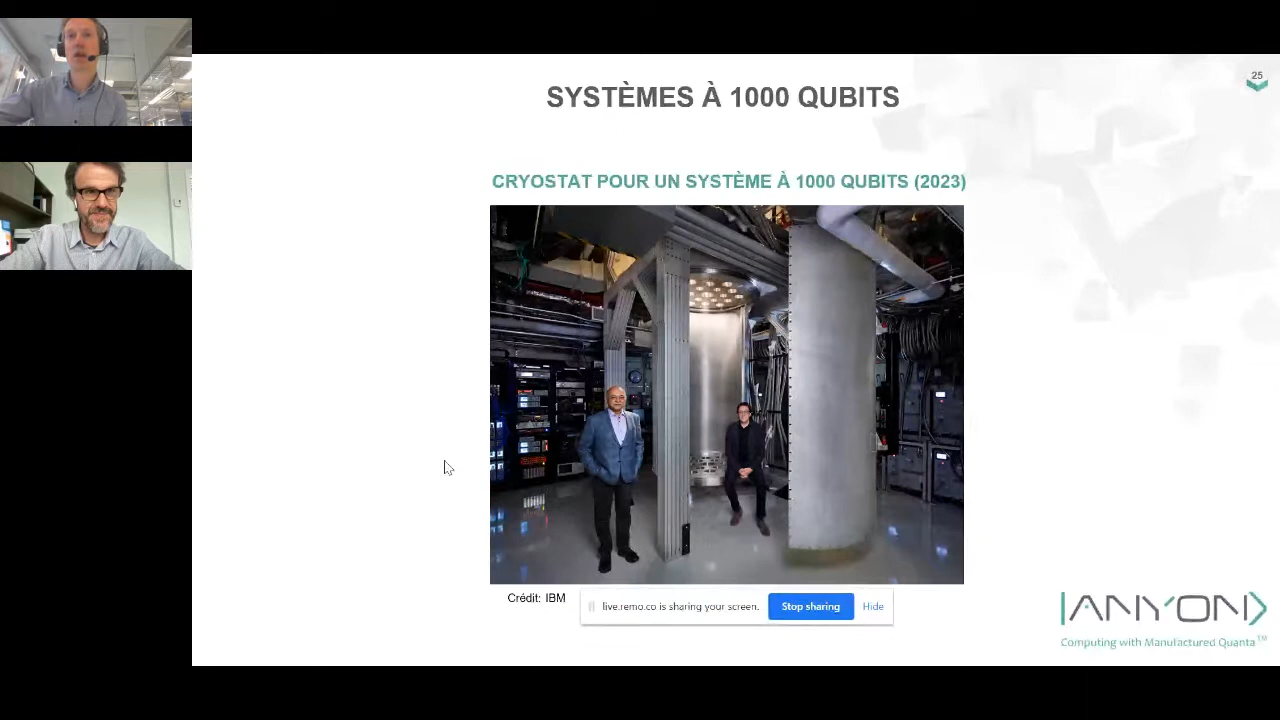 SYSTÈMES À 1000 QUBITS
25
CRYOSTAT POUR UN SYSTÈME À 1000 QUBITS (2023)
Crédit: IBM
live.remo.co is sharing your screen.
Stop sharing
Hide
|ANYON⟩
Computing with Manufactured Quanta™